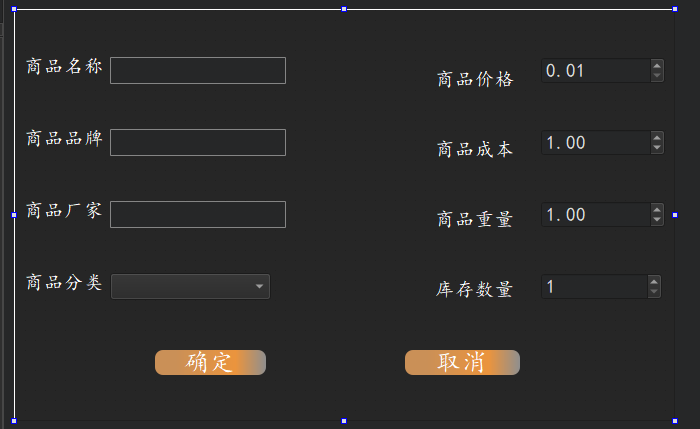 商品名称
商品价格 0.01
商品品牌
商品成本 1.00
商品厂家
商品重量 1.00
商品分类
库存数量 1
确定 取消